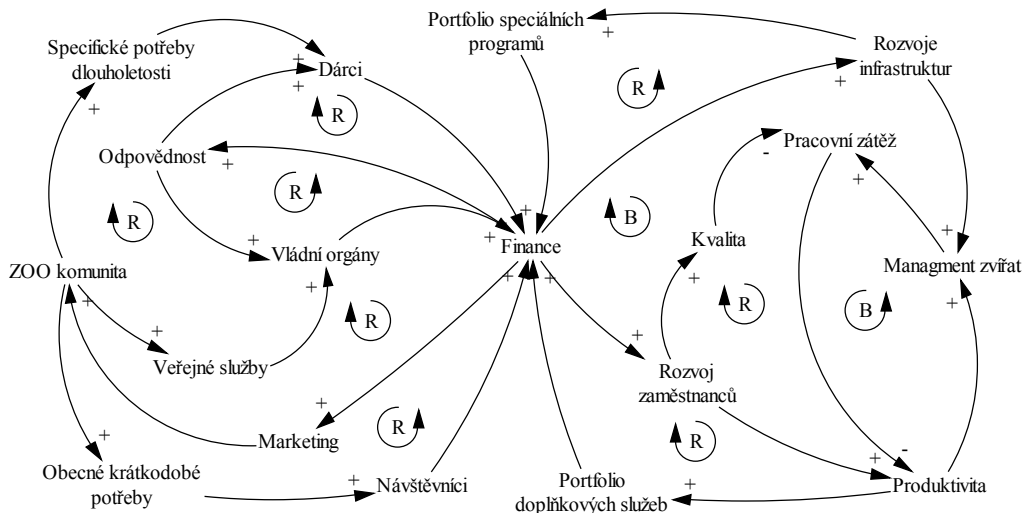 Portfolio speciálních
programů
+
Rozvoje
infrastruktur
+
Specifické potřeby
dlouholetosti
+
Dárci
+
+
R
R
Pracovní zátěž
-
+
Odpovědnost
+
R
R
B
Kvalita
+
Vládní orgány
+
+
Finance
+
+
+
+
ZOO komunita
+
Managment zvířat
+
+
R
R
B
Veřejné služby
+
Rozvoj
zaměstnanců
+
Marketing
+
R
R
Obecné krátkodobé
potřeby
+
Návštěvníci
+
Portfolio
doplňkových služeb
+
Produktivita
+
-